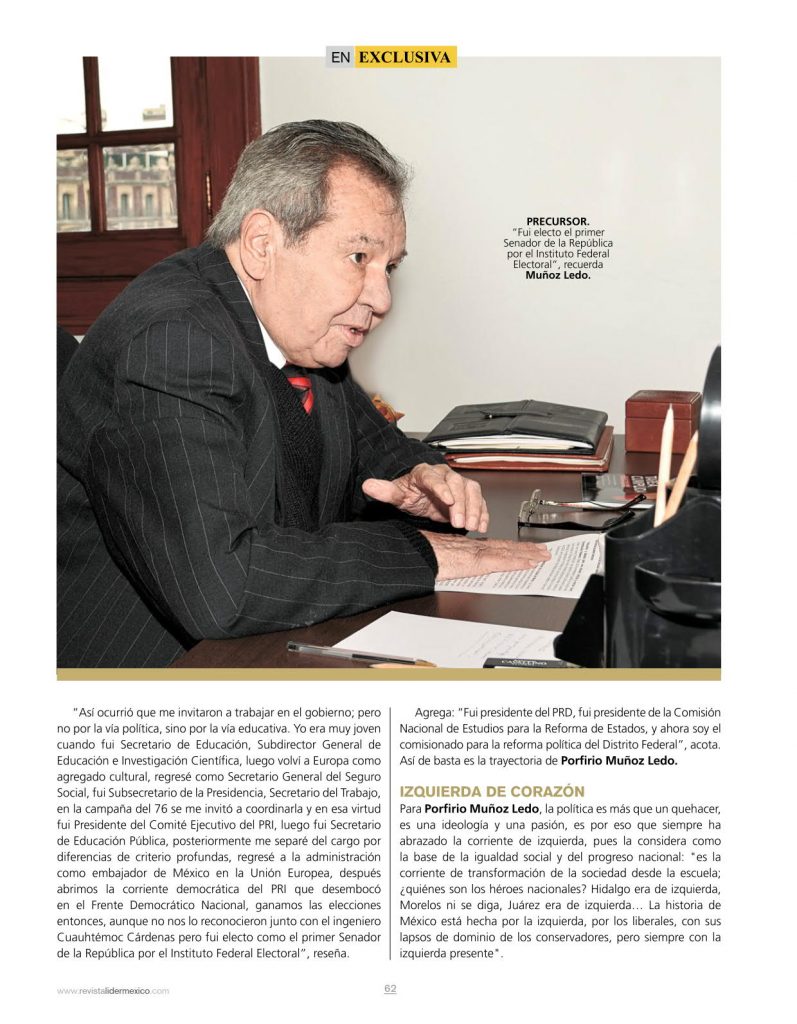 EN EXCLUSIVA
PRECURSOR.
“Fui electo el primer
Senador de la República
por el Instituto Federal
Electoral”, recuerda
Muñoz Ledo.
“Así ocurrió que me invitaron a trabajar en el gobierno; pero
no por la vía política, sino por la vía educativa. Yo era muy joven
cuando fui Secretario de Educación, Subdirector General de
Educación e Investigación Científica, luego volví a Europa como
agregado cultural, regresé como Secretario General del Seguro
Social, fui Subsecretario de la Presidencia, Secretario del Trabajo,
en la campaña del 76 se me invitó a coordinarla y en esa virtud
fui Presidente del Comité Ejecutivo del PRI, luego fui Secretario
de Educación Pública, posteriormente me separé del cargo por
diferencias de criterio profundas, regresé a la administración
como embajador de México en la Unión Europea, después
abrimos la corriente democrática del PRI que desembocó
en el Frente Democrático Nacional, ganamos las elecciones
entonces, aunque no nos lo reconocieron junto con el ingeniero
Cuauhtémoc Cárdenas pero fui electo como el primer Senador
de la República por el Instituto Federal Electoral”, reseña.
Agrega: “Fui presidente del PRD, fui presidente de la Comisión
Nacional de Estudios para la Reforma de Estados, y ahora soy el
comisionado para la reforma política del Distrito Federal”, acota.
Así de basta es la trayectoria de Porfirio Muñoz Ledo.
IZQUIERDA DE CORAZÓN
Para Porfirio Muñoz Ledo, la política es más que un quehacer,
es una ideología y una pasión, es por eso que siempre ha
abrazado la corriente de izquierda, pues la considera como
la base de la igualdad social y del progreso nacional: "es la
corriente de transformación de la sociedad desde la escuela;
¿quiénes son los héroes nacionales? Hidalgo era de izquierda,
Morelos ni se diga, Juárez era de izquierda… La historia de
México está hecha por la izquierda, por los liberales, con sus
lapsos de dominio de los conservadores, pero siempre con la
izquierda presente".
www.revistalidermexico.com
62